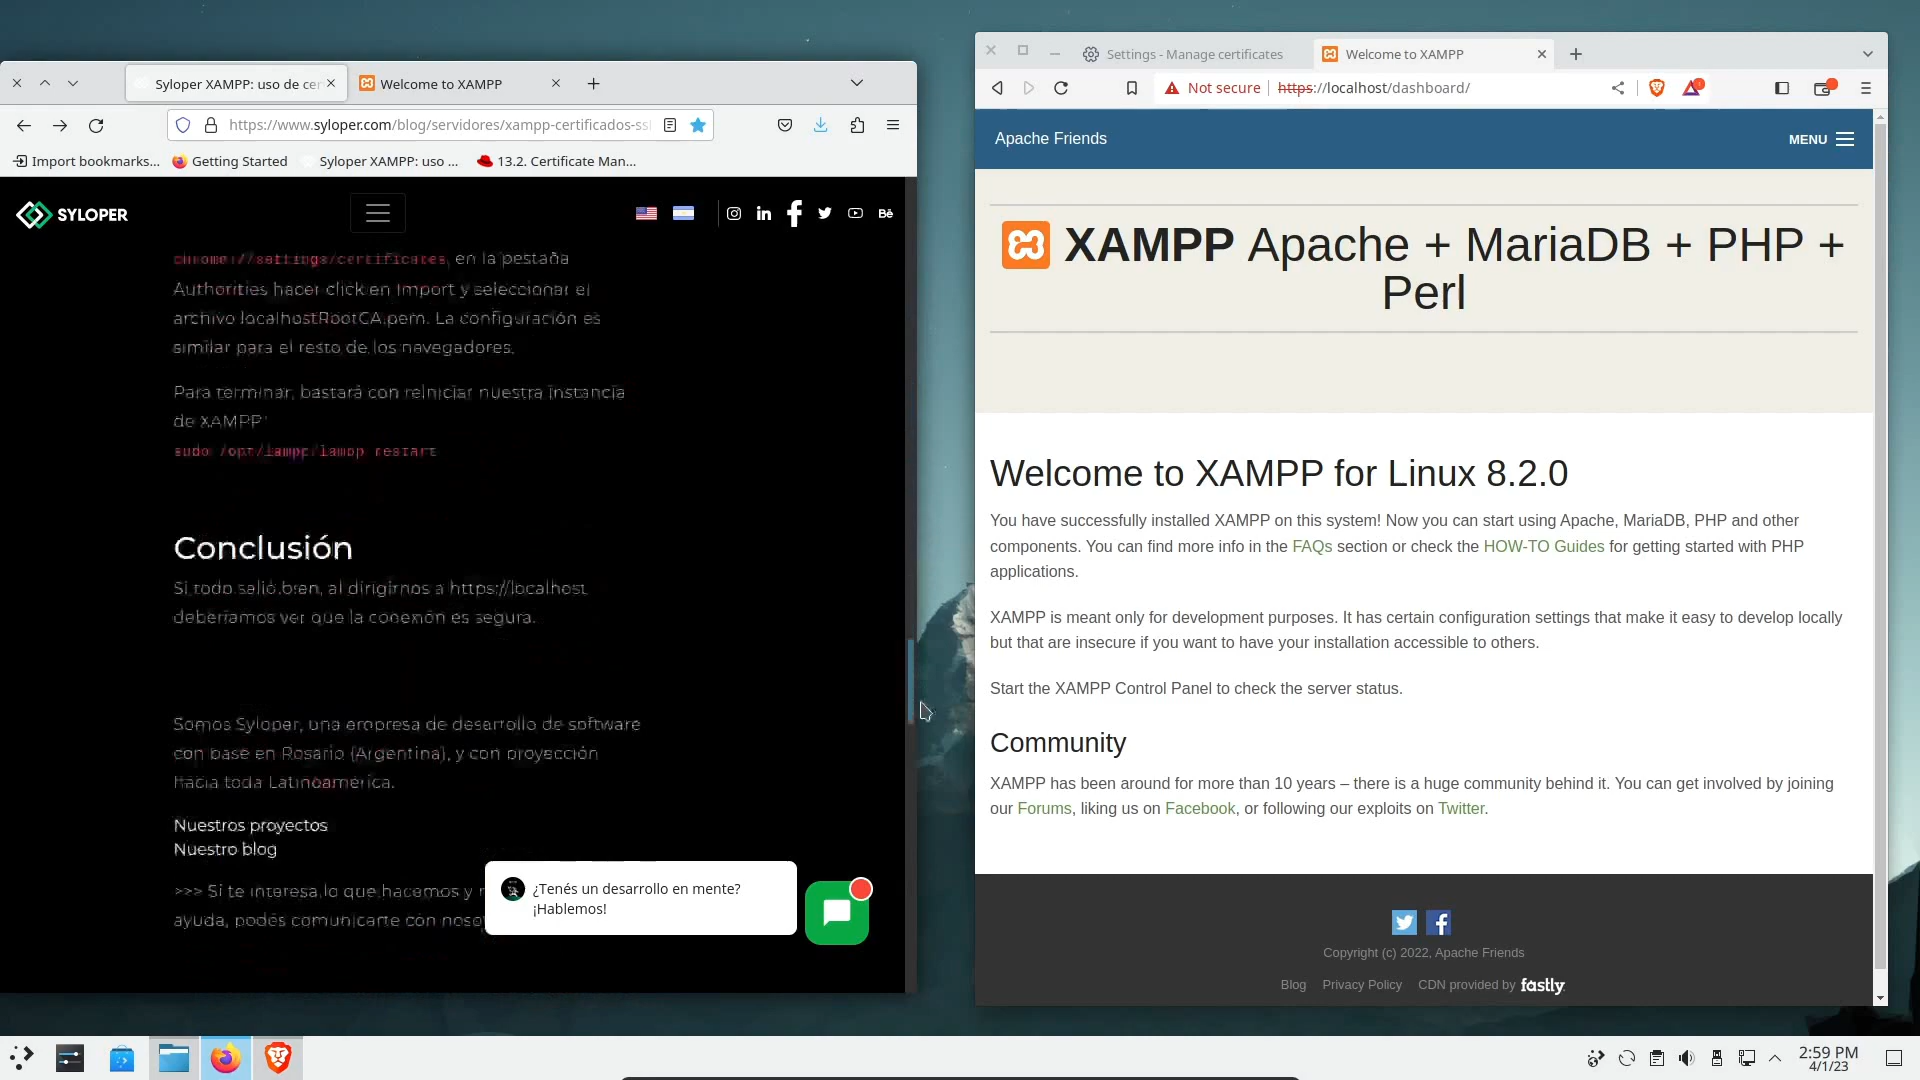 Syloper XAMPP: uso de cer
Welcome to XAMPP
https://www.syloper.com/blog/servidores/xampp-certificados-ssl
Import bookmarks...
Getting Started
Syloper XAMPP: uso ...
13.2. Certificate Man...
SYLOPER
chrome://settings/certificates, en la pestaña
Authorities hacer click en Import y seleccionar el
archivo localhostRootCA.pem. La configuración es
similar para el resto de los navegadores.
Para terminar, bastará con reiniciar nuestra instancia
de XAMPP
sudo /opt/lampp/lampp restart
Conclusión
Si todo salió bien, al dirigirnos a https://localhost
deberíamos ver que la conexón es segura.
Somos Syloper, una empresa de desarrollo de software
con base en Rosario (Argentina), y con proyección
hacia toda Latinoamérica.
Nuestros proyectos
Nuestro blog
>>> Si te interesa lo que hacemos y
ayuda, podés comunicarte con
¿Tenés un desarrollo en mente?
¡Hablemos!
Settings - Manage certificates
Welcome to XAMPP
Not secure
https://localhost/dashboard/
Apache Friends
MENU
XAMPP Apache + MariaDB + PHP +
Perl
Welcome to XAMPP for Linux 8.2.0
You have successfully installed XAMPP on this system! Now you can start using Apache, MariaDB, PHP and other
components. You can find more info in the FAQs section or check the HOW-TO Guides for getting started with PHP
applications.
XAMPP is meant only for development purposes. It has certain configuration settings that make it easy to develop locally
but that are insecure if you want to have your installation accessible to others.
Start the XAMPP Control Panel to check the server status.
Community
XAMPP has been around for more than 10 years – there is a huge community behind it. You can get involved by joining
our Forums, liking us on Facebook, or following our exploits on Twitter.
Copyright (c) 2022, Apache Friends
Blog
Privacy Policy
CDN provided by fastly
2:59 PM
4/1/23